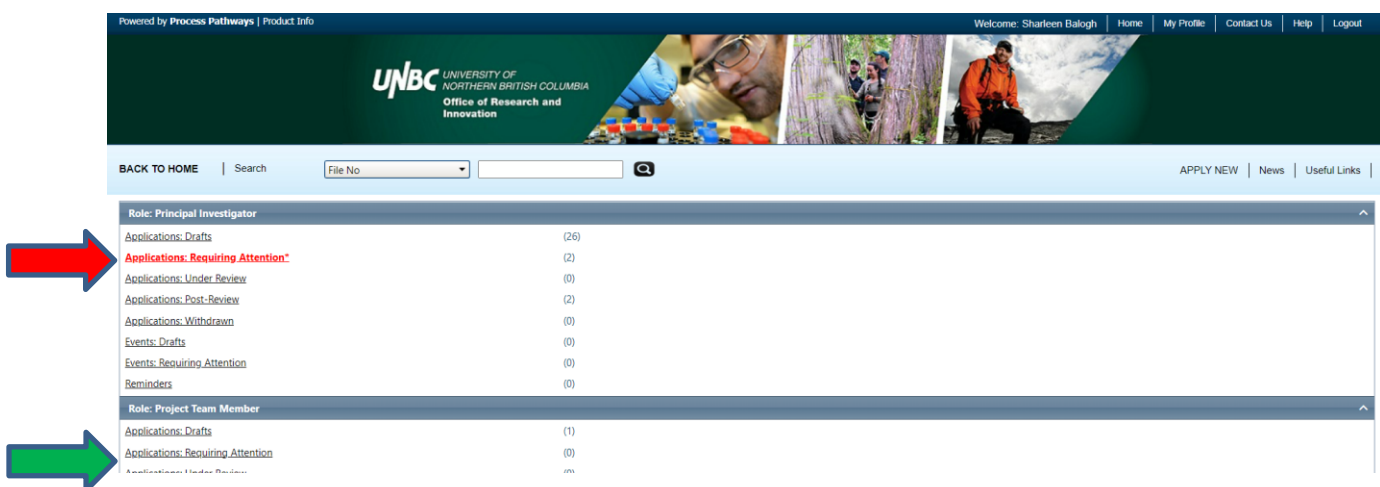 Powered by Process Pathways | Product Info
Welcome: Sharleen Balogh | Home | My Profile | Contact Us | Help | Logout
UNBC UNIVERSITY OF
NORTHERN BRITISH COLUMBIA
Office of Research and
Innovation
BACK TO HOME | Search File No APPLY NEW | News | Useful Links |
Role: Principal Investigator
Applications: Drafts (26)
Applications: Requiring Attention* (2)
Applications: Under Review (0)
Applications: Post-Review (2)
Applications: Withdrawn (0)
Events: Drafts (0)
Events: Requiring Attention (0)
Reminders (0)
Role: Project Team Member
Applications: Drafts (1)
Applications: Requiring Attention (0)
Applications: Under Review (0)